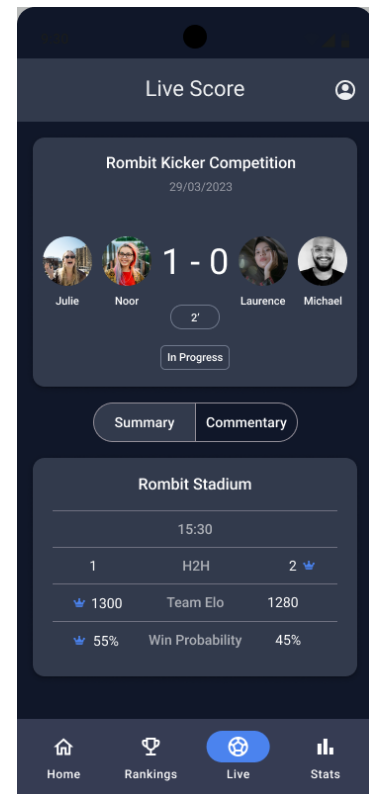 Live Score
Rombit Kicker Competition
29/03/2023
1 - 0
Julie Noor Laurence Michael
2'
In Progress
Summary Commentary
Rombit Stadium
15:30
1 H2H 2
1300 Team Elo 1280
55% Win Probability 45%
Home Rankings Live Stats